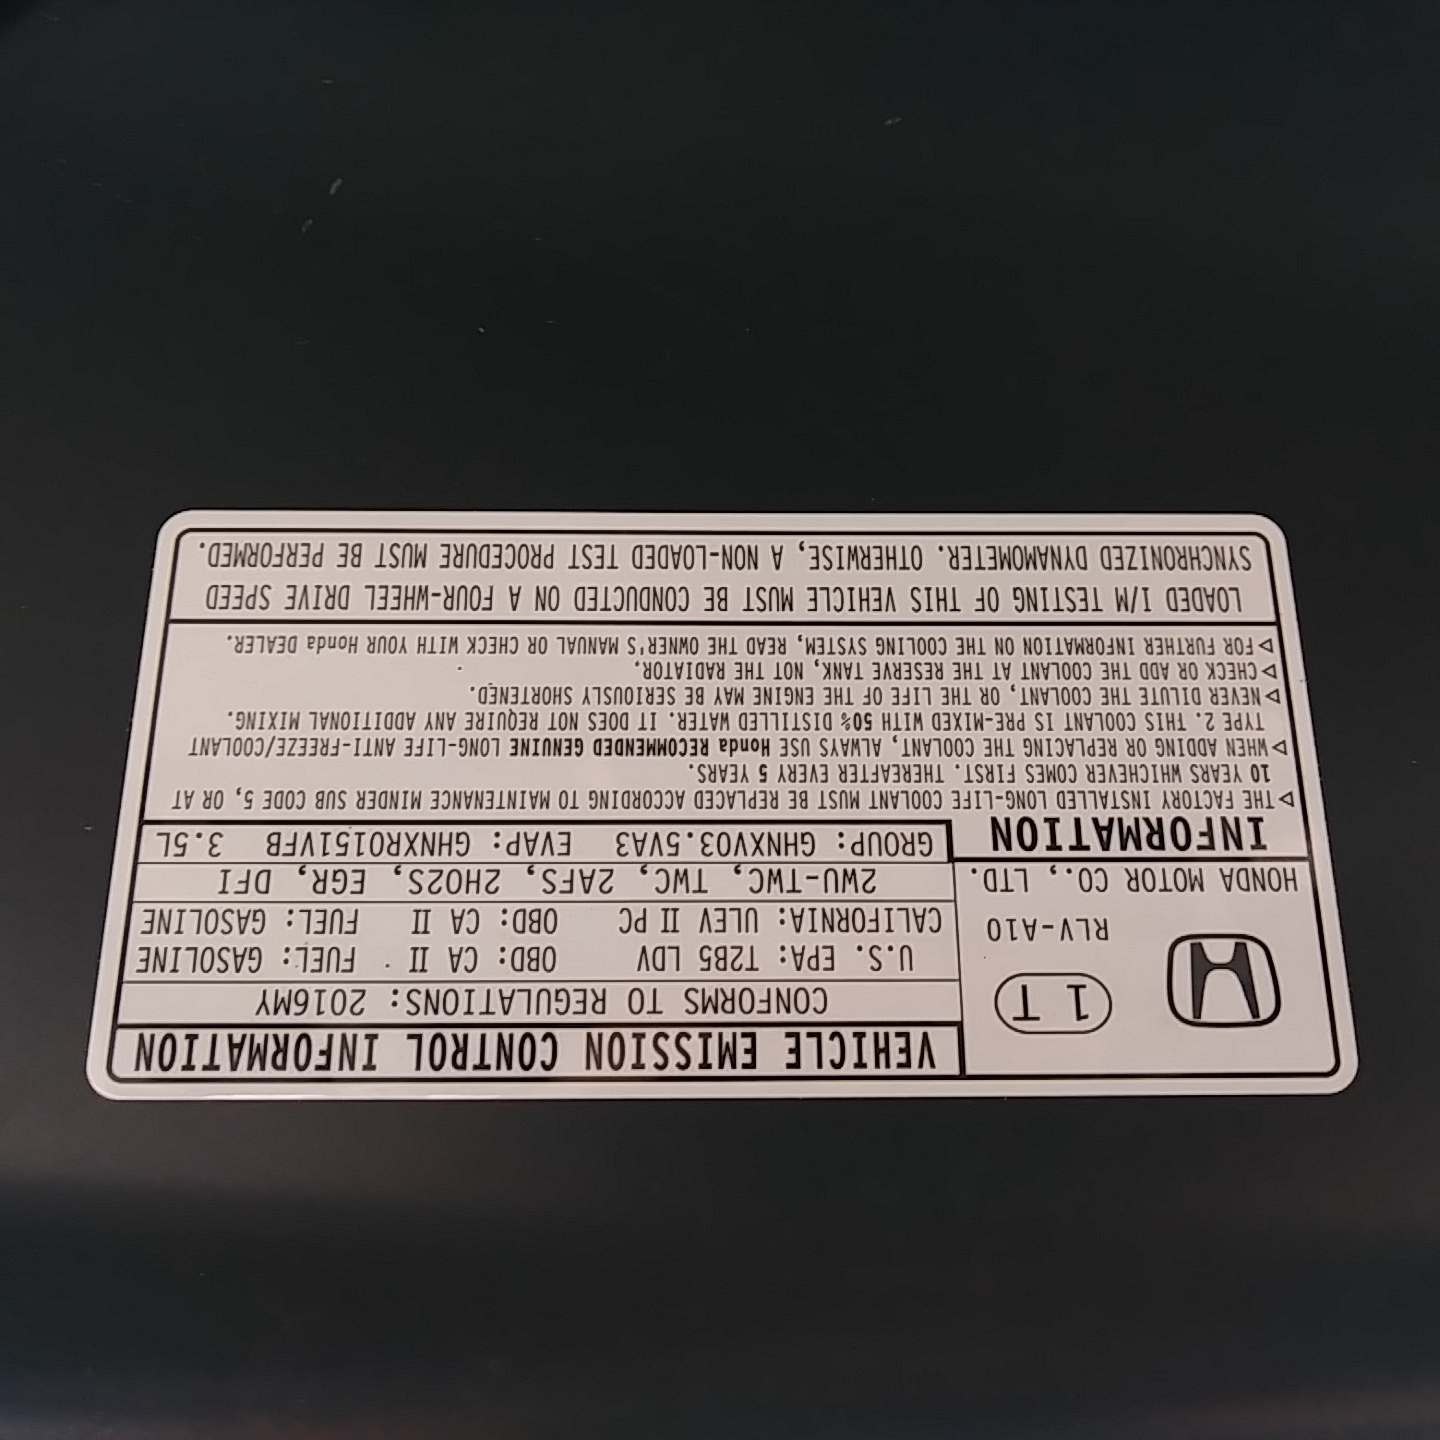 1 T
RLV-A10
HONDA MOTOR CO., LTD.
VEHICLE EMISSION CONTROL INFORMATION
CONFORMS TO REGULATIONS: 2016MY
U.S. EPA: T2B5 LDV OBD: CA II FUEL: GASOLINE
CALIFORNIA: ULEV II PC OBD: CA II FUEL: GASOLINE
2WU-TWC, TWC, 2AFS, 2HO2S, EGR, DFI
GROUP: GHNXV03.5VA3 EVAP: GHNXR0151VFB 3.5L
INFORMATION
▷THE FACTORY INSTALLED LONG-LIFE COOLANT MUST BE REPLACED ACCORDING TO MAINTENANCE MINDER SUB CODE 5, OR AT
10 YEARS WHICHEVER COMES FIRST. THEREAFTER EVERY 5 YEARS.
▷WHEN ADDING OR REPLACING THE COOLANT, ALWAYS USE Honda RECOMMENDED GENUINE LONG-LIFE ANTI-FREEZE/COOLANT
TYPE 2. THIS COOLANT IS PRE-MIXED WITH 50% DISTILLED WATER. IT DOES NOT REQUIRE ANY ADDITIONAL MIXING.
▷NEVER DILUTE THE COOLANT, OR THE LIFE OF THE ENGINE MAY BE SERIOUSLY SHORTENED.
▷CHECK OR ADD THE COOLANT AT THE RESERVE TANK, NOT THE RADIATOR.
▷FOR FURTHER INFORMATION ON THE COOLING SYSTEM, READ THE OWNER'S MANUAL OR CHECK WITH YOUR Honda DEALER.
LOADED I/M TESTING OF THIS VEHICLE MUST BE CONDUCTED ON A FOUR-WHEEL DRIVE SPEED
SYNCHRONIZED DYNAMOMETER. OTHERWISE, A NON-LOADED TEST PROCEDURE MUST BE PERFORMED.